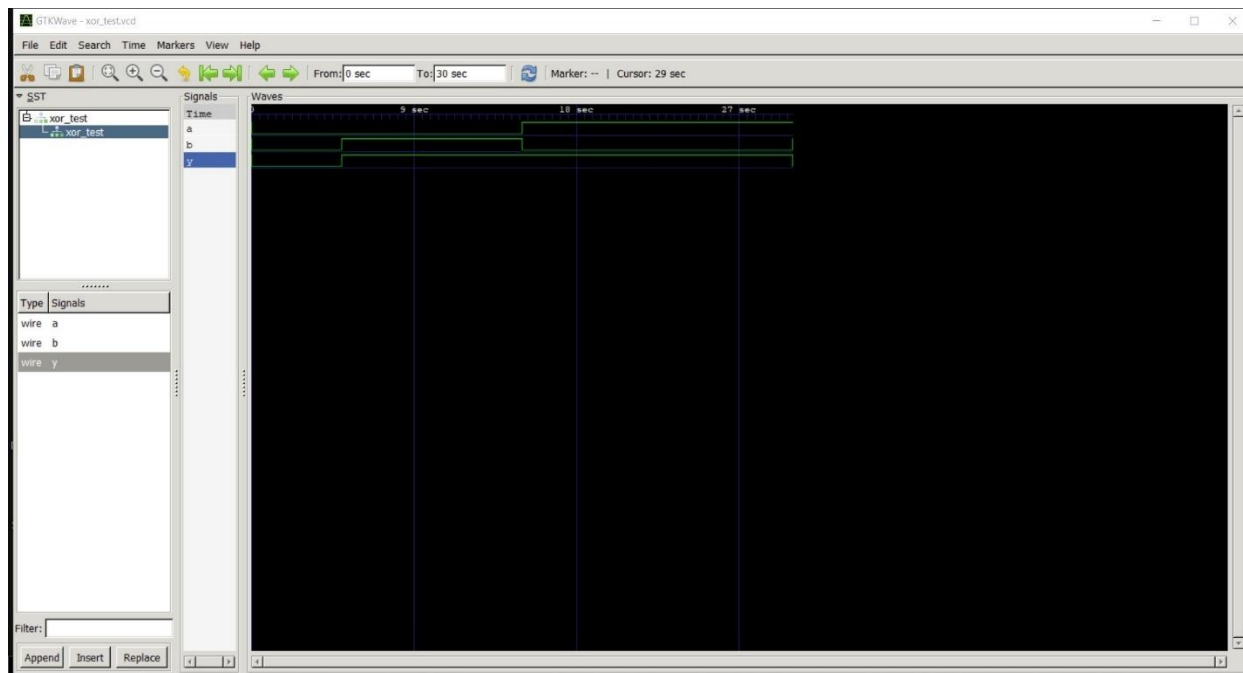 GTKWave - xor_test.vcd
File Edit Search Time Markers View Help
From: 0 sec To: 30 sec Marker: -- | Cursor: 29 sec
SST
xor_test
xor_test
Type Signals
wire a
wire b
wire y
Filter:
Append Insert Replace
Signals
Time
a
b
y
Waves
9 sec 18 sec 27 sec